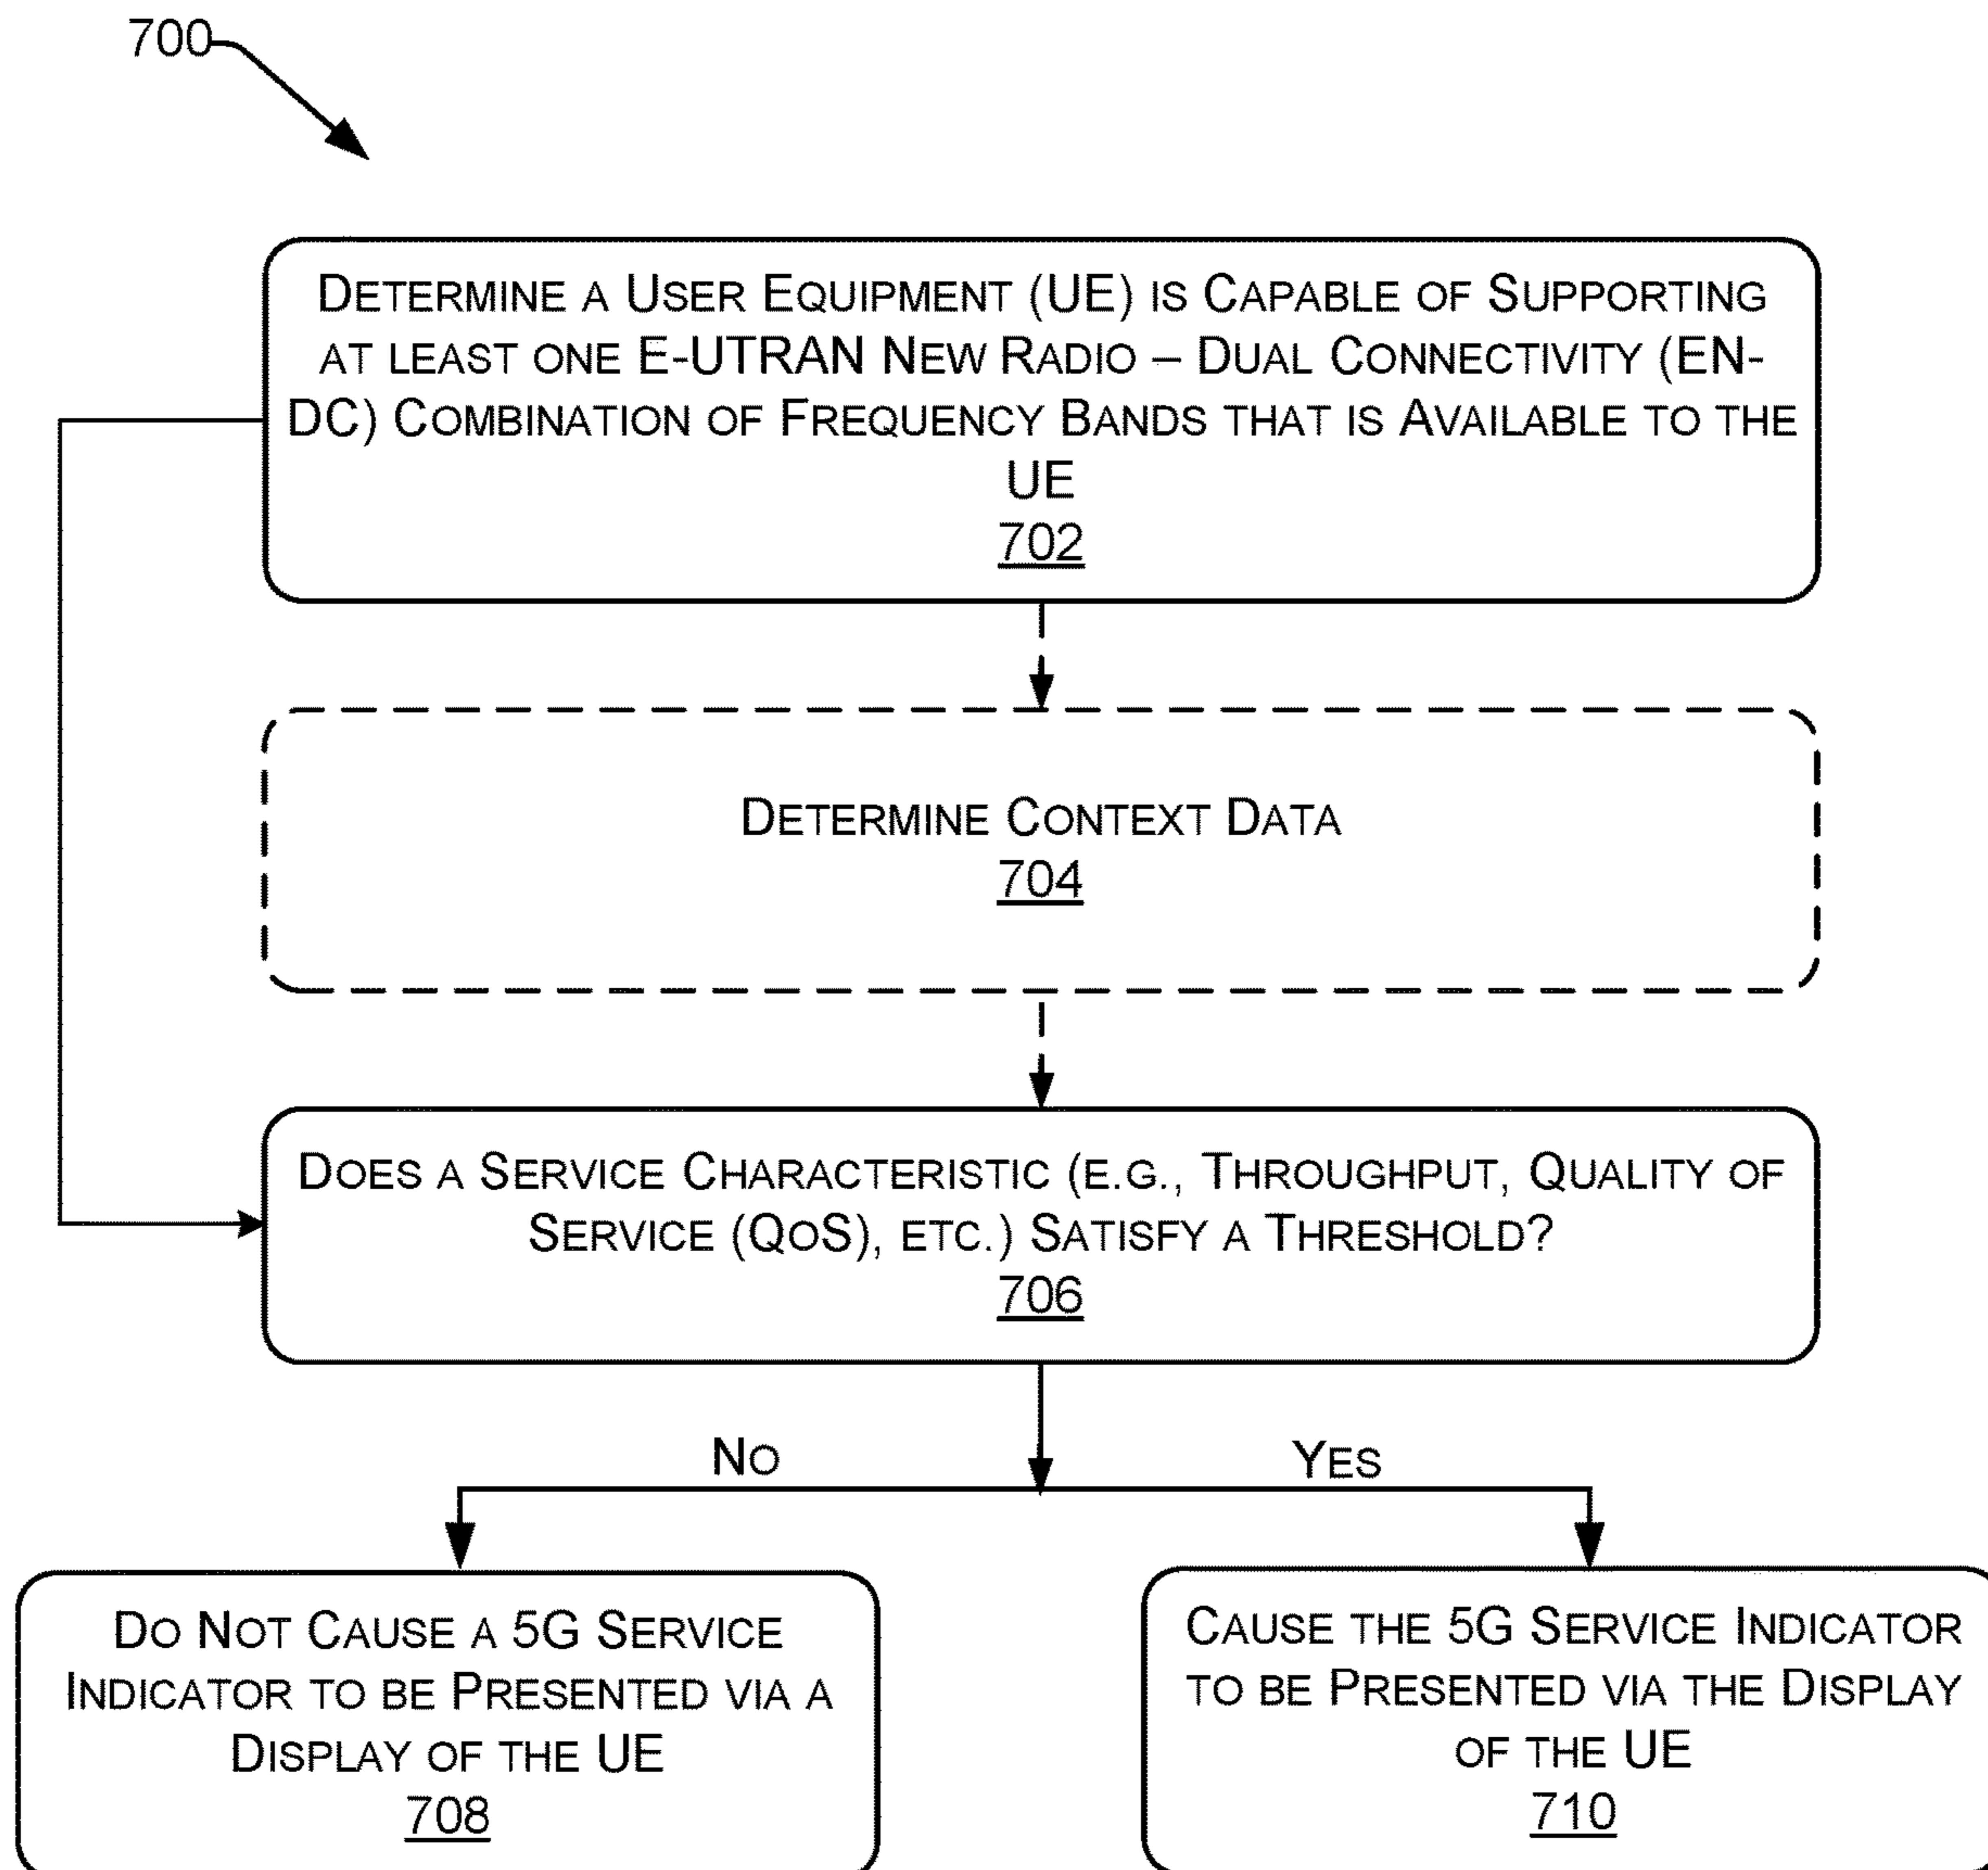 700
DETERMINE A USER EQUIPMENT (UE) IS CAPABLE OF SUPPORTING
AT LEAST ONE E-UTRAN NEW RADIO – DUAL CONNECTIVITY (EN-
DC) COMBINATION OF FREQUENCY BANDS THAT IS AVAILABLE TO THE
UE
702
DETERMINE CONTEXT DATA
704
DOES A SERVICE CHARACTERISTIC (E.G., THROUGHPUT, QUALITY OF
SERVICE (QOS), ETC.) SATISFY A THRESHOLD?
706
NO
YES
DO NOT CAUSE A 5G SERVICE
INDICATOR TO BE PRESENTED VIA A
DISPLAY OF THE UE
708
CAUSE THE 5G SERVICE INDICATOR
TO BE PRESENTED VIA THE DISPLAY
OF THE UE
710